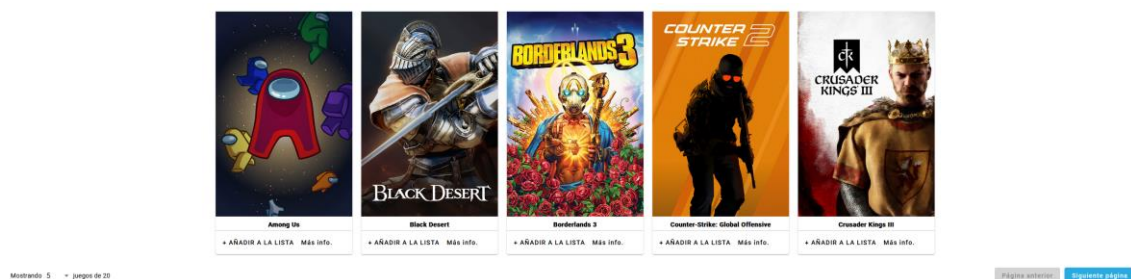 BORDERLANDS 3
COUNTER
STRIKE 2
CK
CRUSADER
KINGS III
BLACK DESERT
Among Us
Black Desert
Borderlands 3
Counter-Strike: Global Offensive
Crusader Kings III
+ AÑADIR A LA LISTA Más info.
+ AÑADIR A LA LISTA Más info.
+ AÑADIR A LA LISTA Más info.
+ AÑADIR A LA LISTA Más info.
+ AÑADIR A LA LISTA Más info.
Mostrando 5 juegos de 20
Página anterior Siguiente página